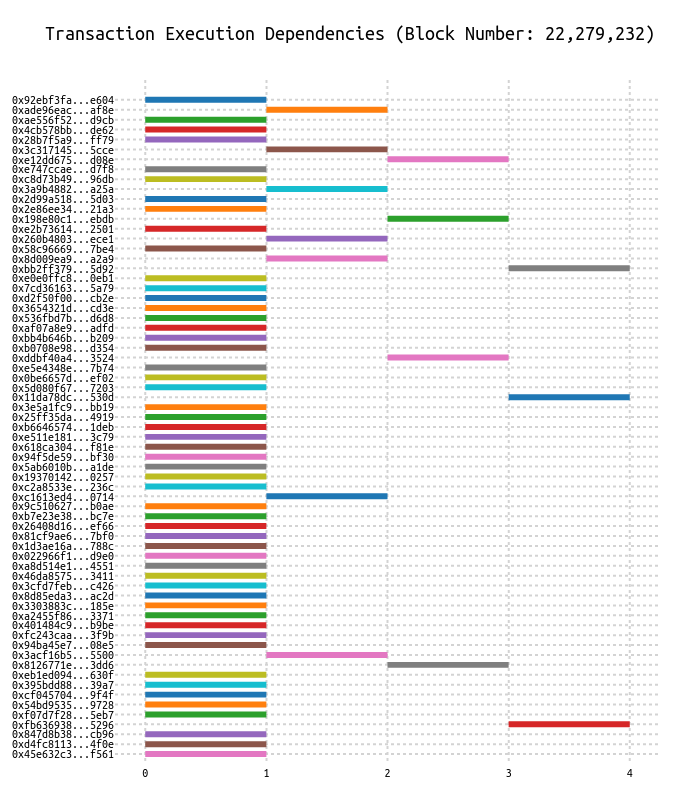 Transaction Execution Dependencies (Block Number: 22,279,232)
0x92ebf3fa...e604
0xade96eac...af8e
0xae556f52...d9cb
0x4cb578bb...de62
0x28b7f5a9...ff79
0x3c317145...5cce
0xe12dd675...d08e
0xe747ccae...d7f8
0xc8d73b49...96db
0x3a9b4882...a25a
0x2d99a518...5d03
0x2e86ee34...21a3
0x198e80c1...ebdb
0xe2b73614...2501
0x260b4803...ece1
0x58c96669...7be4
0x8d009ea9...a2a9
0xbb2ff379...5d92
0xe0e0ffc8...0eb1
0x7cd36163...5a79
0xd2f50f00...cb2e
0x3654321d...cd3e
0x536fbd7b...d6d8
0xaf07a8e9...adfd
0xbb4b646b...b209
0xb0708e98...d354
0xddbf40a4...3524
0xe5e4348e...7b74
0x0be6657d...ef02
0x5d080f67...7203
0x11da78dc...530d
0x3e5a1fc9...bb19
0x25ff35da...4919
0xb6646574...1deb
0xe511e181...3c79
0x618ca304...f81e
0x94f5de59...bf30
0x5ab6010b...a1de
0x19370142...0257
0xc2a8533e...236c
0xc1613ed4...0714
0x9c510627...b0ae
0xb7e23e38...bc7e
0x26408d16...ef66
0x81cf9ae6...7bf0
0x1d3ae16a...788c
0x022966f1...d9e0
0xa8d514e1...4551
0x46da8575...3411
0x3cfd7feb...c426
0x8d85eda3...ac2d
0x3303883c...185e
0xa2455f86...3371
0x401484c9...b9be
0xfc243caa...3f9b
0x94ba45e7...08e5
0x3acf16b5...5500
0x8126771e...3dd6
0xeb1ed094...630f
0x395bdd88...39a7
0xcf045704...9f4f
0x54bd9535...9728
0xf07d7f28...5eb7
0xfb636938...5296
0x847d8b38...cb96
0xd4fc8113...4f0e
0x45e632c3...f561
0 1 2 3 4